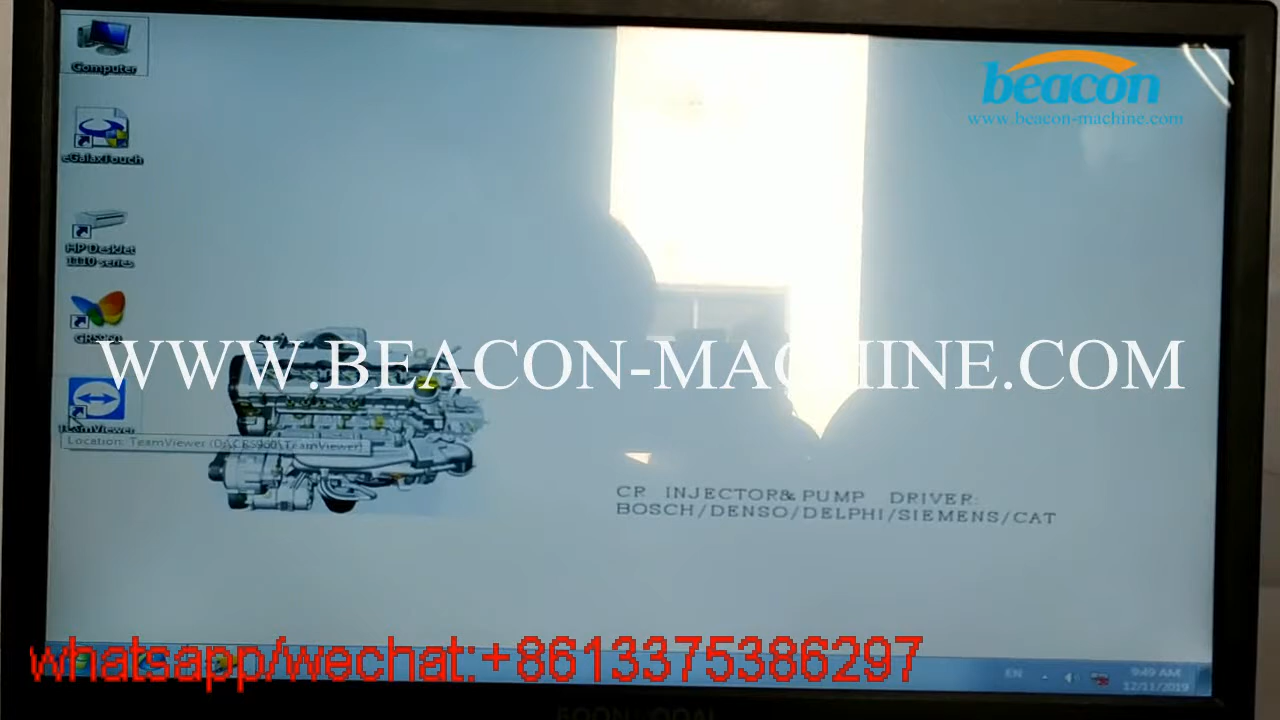 Computer
beacon
www.beacon-machine.com
eGalaxTouch
HP DeskJet
1110 series
WWW.BEACON-MACHINE.COM
TeamViewer
CR INJECTOR& PUMP DRIVER:
BOSCH/DENSO/DELPHI/SIEMENS/CAT
whatsapp/wechat:+8613375386297
EN
9:49 AM
12/11/2019